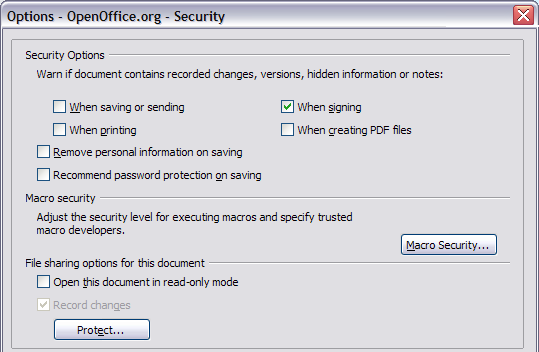 Options - OpenOffice.org - Security
Security Options
Warn if document contains recorded changes, versions, hidden information or notes:
When saving or sending
When signing
When printing
When creating PDF files
Remove personal information on saving
Recommend password protection on saving
Macro security
Adjust the security level for executing macros and specify trusted
macro developers.
Macro Security...
File sharing options for this document
Open this document in read-only mode
Record changes
Protect...